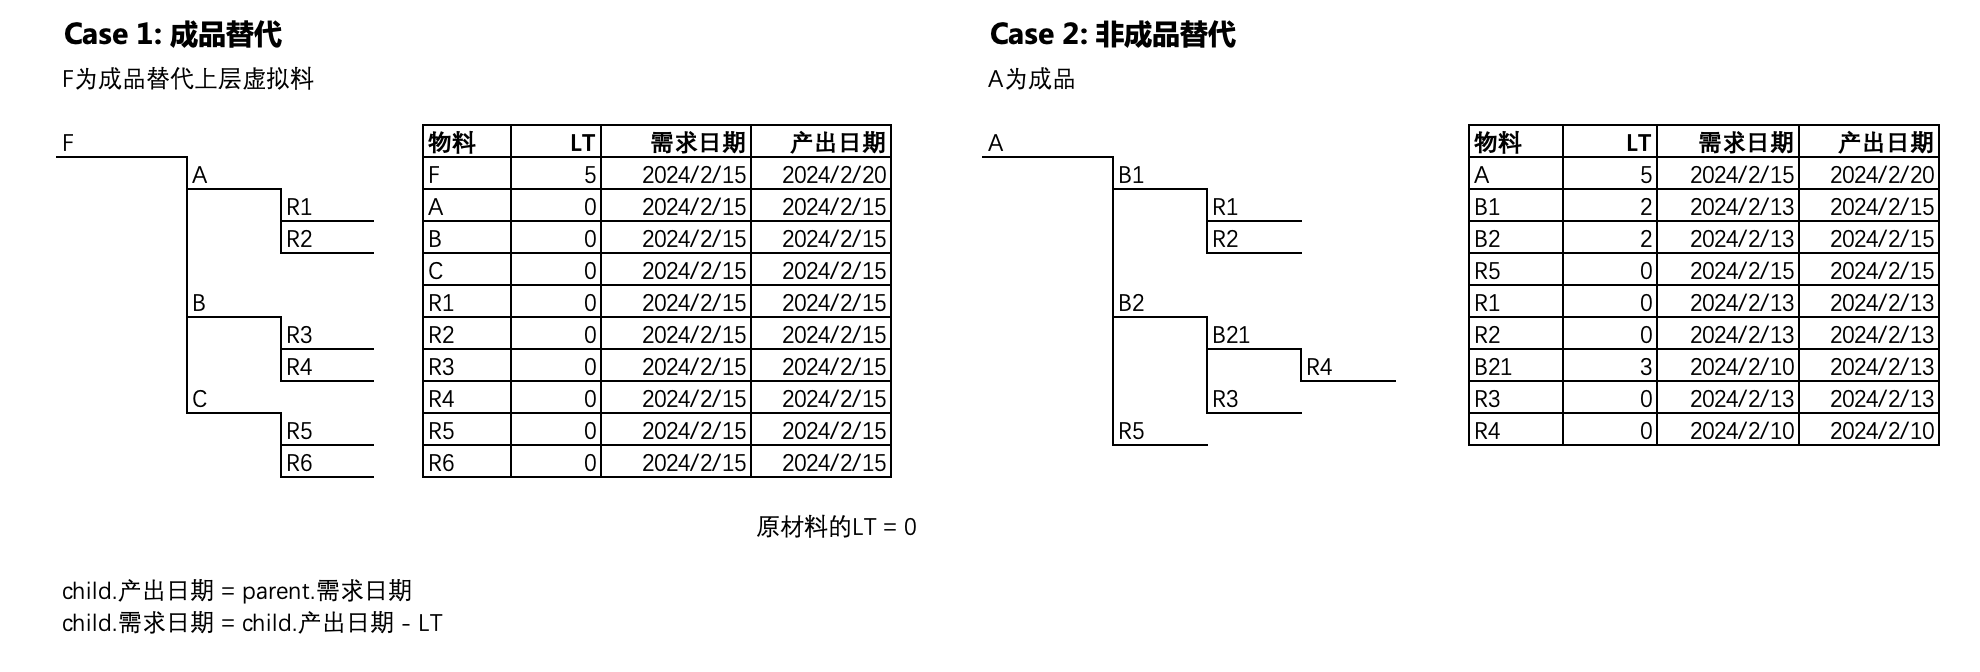 Case 1: 成品替代
F为成品替代上层虚拟料
F
A
R1
R2
B
R3
R4
C
R5
R6
物料 LT 需求日期 产出日期
F 5 2024/2/15 2024/2/20
A 0 2024/2/15 2024/2/15
B 0 2024/2/15 2024/2/15
C 0 2024/2/15 2024/2/15
R1 0 2024/2/15 2024/2/15
R2 0 2024/2/15 2024/2/15
R3 0 2024/2/15 2024/2/15
R4 0 2024/2/15 2024/2/15
R5 0 2024/2/15 2024/2/15
R6 0 2024/2/15 2024/2/15
原材料的LT = 0
child.产出日期 = parent.需求日期
child.需求日期 = child.产出日期 - LT
Case 2: 非成品替代
A为成品
A
B1
R1
R2
B2
B21
R4
R3
R5
物料 LT 需求日期 产出日期
A 5 2024/2/15 2024/2/20
B1 2 2024/2/13 2024/2/15
B2 2 2024/2/13 2024/2/15
R5 0 2024/2/15 2024/2/15
R1 0 2024/2/13 2024/2/13
R2 0 2024/2/13 2024/2/13
B21 3 2024/2/10 2024/2/13
R3 0 2024/2/13 2024/2/13
R4 0 2024/2/10 2024/2/10